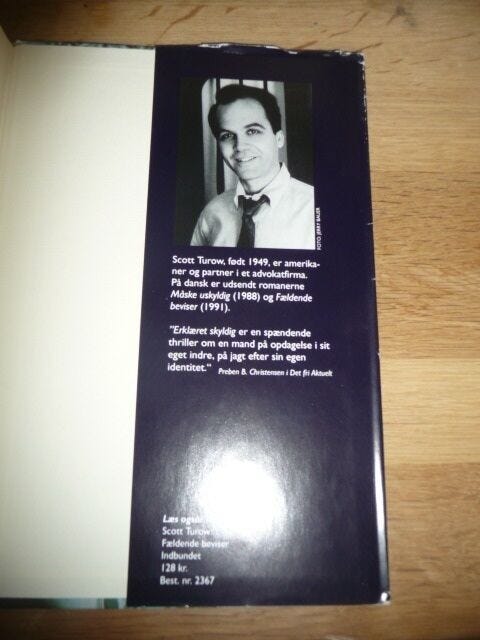 FOTO: JERRY BAUER
Scott Turow, født 1949, er amerika-
ner og partner i et advokatfirma.
På dansk er udsendt romanerne
Måske uskyldig (1988) og Fældende
beviser (1991).
"Erklæret skyldig er en spændende
thriller om en mand på opdagelse i sit
eget indre, på jagt efter sin egen
identitet." Preben B. Christensen i Det fri Aktuelt
Læs også:
Scott Turow:
Fældende beviser
Indbundet
128 kr.
Best. nr. 2367